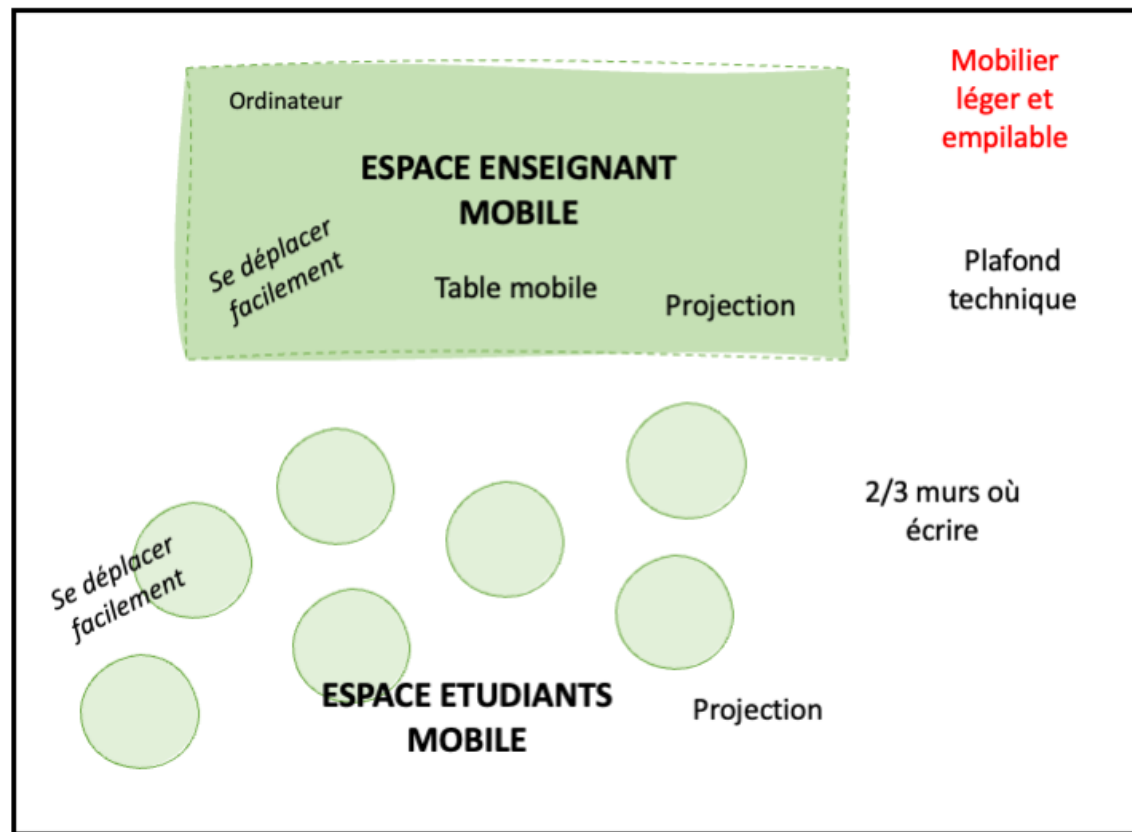 Mobilier
léger et
empilable
Ordinateur
ESPACE ENSEIGNANT
MOBILE
Se déplacer
facilement
Table mobile
Projection
Plafond
technique
2/3 murs où
écrire
Se déplacer
facilement
ESPACE ETUDIANTS
MOBILE
Projection